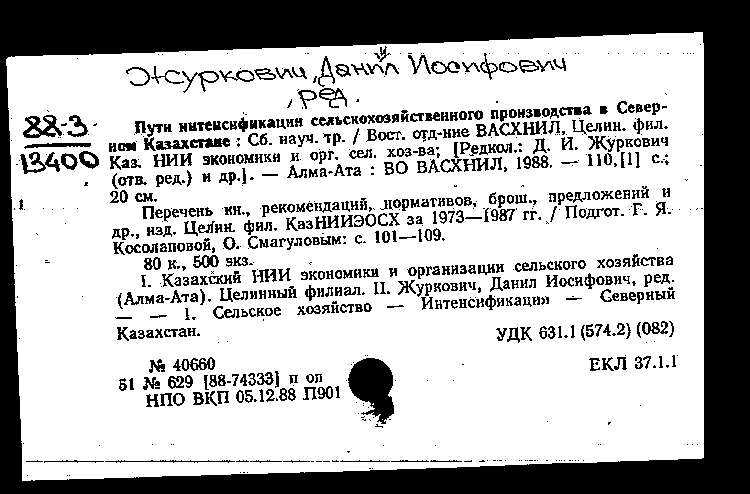 Журкович, Данил Иосифович
, ред.
88-3
13400
Пути интенсификации сельскохозяйственного производства в Север-
ном Казахстане : Сб. науч. тр. / Вост. отд-ние ВАСХНИЛ, Целин. фил.
Каз. НИИ экономики и орг. сел. хоз-ва; [Редкол.: Д. И. Журкович
(отв. ред.) и др.]. — Алма-Ата : ВО ВАСХНИЛ, 1988. — 110,[1] с.;
20 см.
Перечень кн., рекомендаций, нормативов, брош., предложений и
др., изд. Целин. фил. КазНИИЭОСХ за 1973—1987 гг. / Подгот. Г. Я.
Косолаповой, О. Смагуловым: с. 101—109.
80 к., 500 экз.
I. Казахский НИИ экономики и организации сельского хозяйства
(Алма-Ата). Целинный филиал. II. Журкович, Данил Иосифович, ред.
— — 1. Сельское хозяйство — Интенсификация — Северный
Казахстан.
УДК 631.1 (574.2) (082)
№ 40660
ЕКЛ 37.1.1
51 № 629 [88-74333] п оп
НПО ВКП 05.12.88 П901